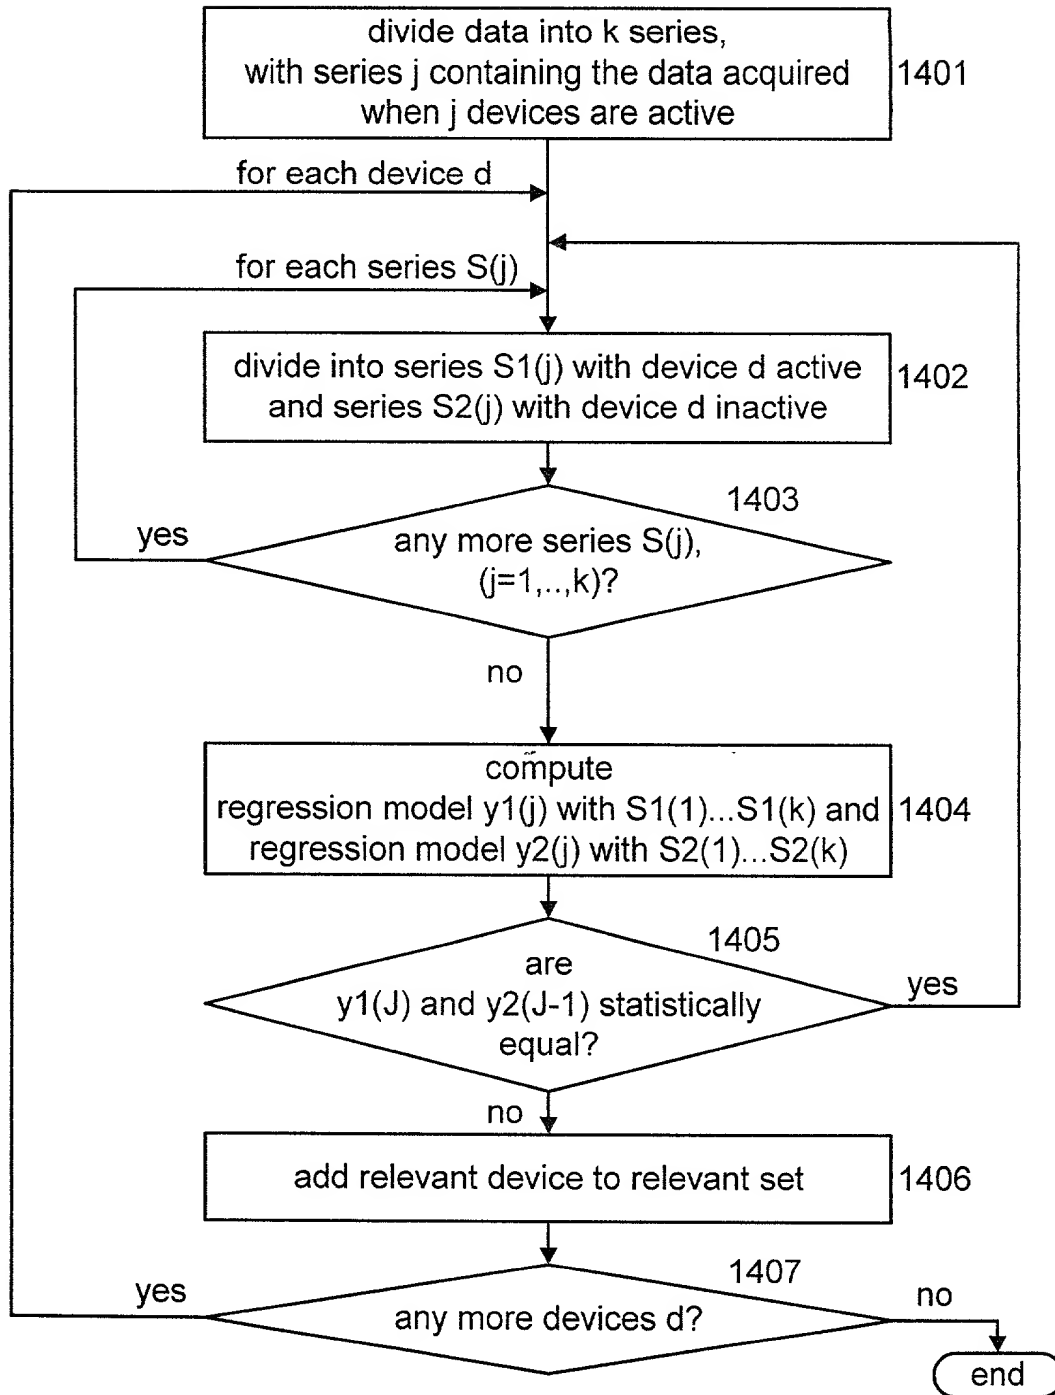 divide data into k series,
with series j containing the data acquired
when j devices are active
1401
for each device d
for each series S(j)
divide into series S1(j) with device d active
and series S2(j) with device d inactive
1402
1403
yes
any more series S(j),
(j=1,..,k)?
no
compute
regression model y1(j) with S1(1)...S1(k) and
regression model y2(j) with S2(1)...S2(k)
1404
1405
are
y1(J) and y2(J-1) statistically
equal?
yes
no
add relevant device to relevant set
1406
1407
yes
any more devices d?
no
end